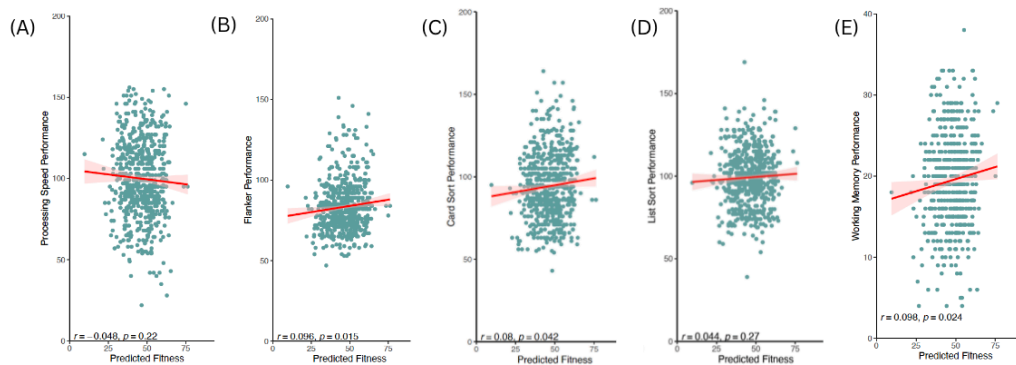 (A)
200
150
100
50
0
Processing Speed Performance
r = −0.048, p = 0.22
0 25 50 75
Predicted Fitness
(B)
200
150
100
50
0
Flanker Performance
r = 0.096, p = 0.015
0 25 50 75
Predicted Fitness
(C)
200
150
100
50
0
Card Sort Performance
r = 0.08, p = 0.042
0 25 50 75
Predicted Fitness
(D)
200
150
100
50
0
List Sort Performance
r = 0.044, p = 0.27
0 25 50 75
Predicted Fitness
(E)
40
30
20
10
0
Working Memory Performance
r = 0.098, p = 0.024
0 25 50 75
Predicted Fitness